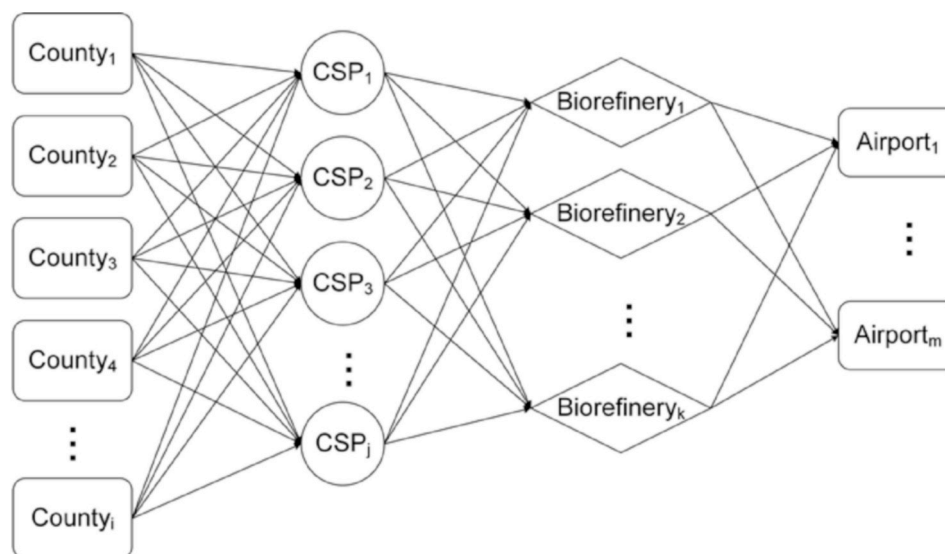 County₁
County₂
County₃
County₄
⋮
Countyᵢ
CSP₁
CSP₂
CSP₃
⋮
CSPⱼ
Biorefinery₁
Biorefinery₂
⋮
Biorefineryₖ
Airport₁
⋮
Airportₘ